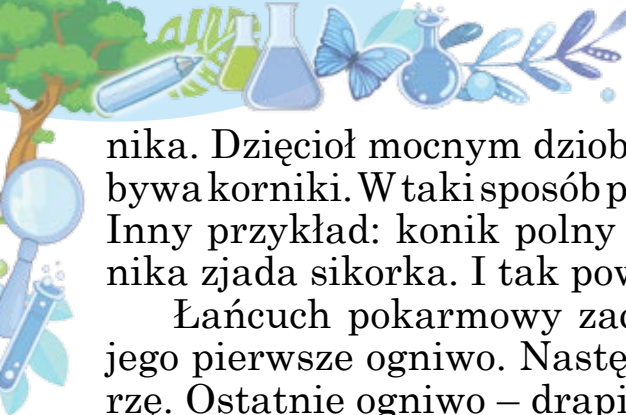 nika. Dzięcioł mocnym dziob
bywa korniki. W taki sposób p
Inny przykład: konik polny
nika zjada sikorka. I tak pow
Łańcuch pokarmowy zac
jego pierwsze ogniwo. Nastę
rzę. Ostatnie ogniwo – drapi